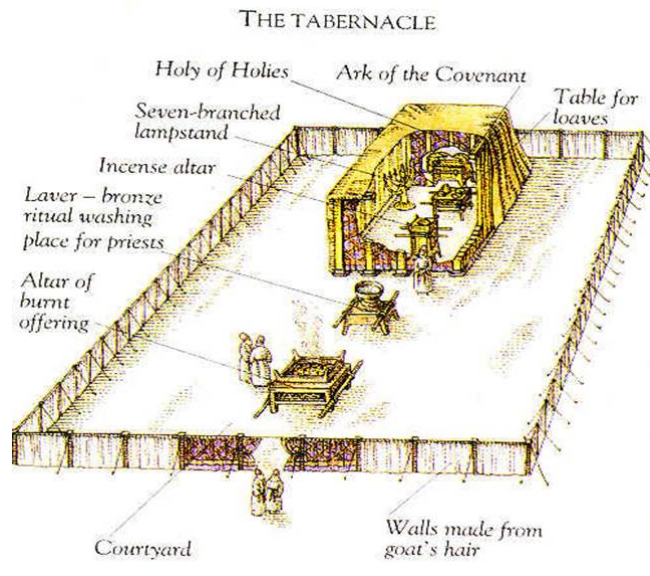 THE TABERNACLE
Holy of Holies
Ark of the Covenant
Seven-branched
lampstand
Table for
loaves
Incense altar
Laver – bronze
ritual washing
place for priests
Altar of
burnt
offering
Courtyard
Walls made from
goat's hair